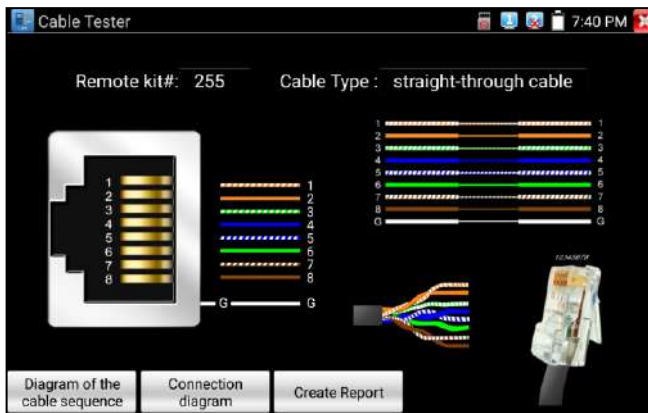 Cable Tester
7:40 PM
Remote kit#: 255 Cable Type : straight-through cable
1 1
2 2
3 3
4 4
5 5
6 6
7 7
8 8
G G
1 1
2 2
3 3
4 4
5 5
6 6
7 7
8 8
G G
12345678
Diagram of the
cable sequence
Connection
diagram
Create Report